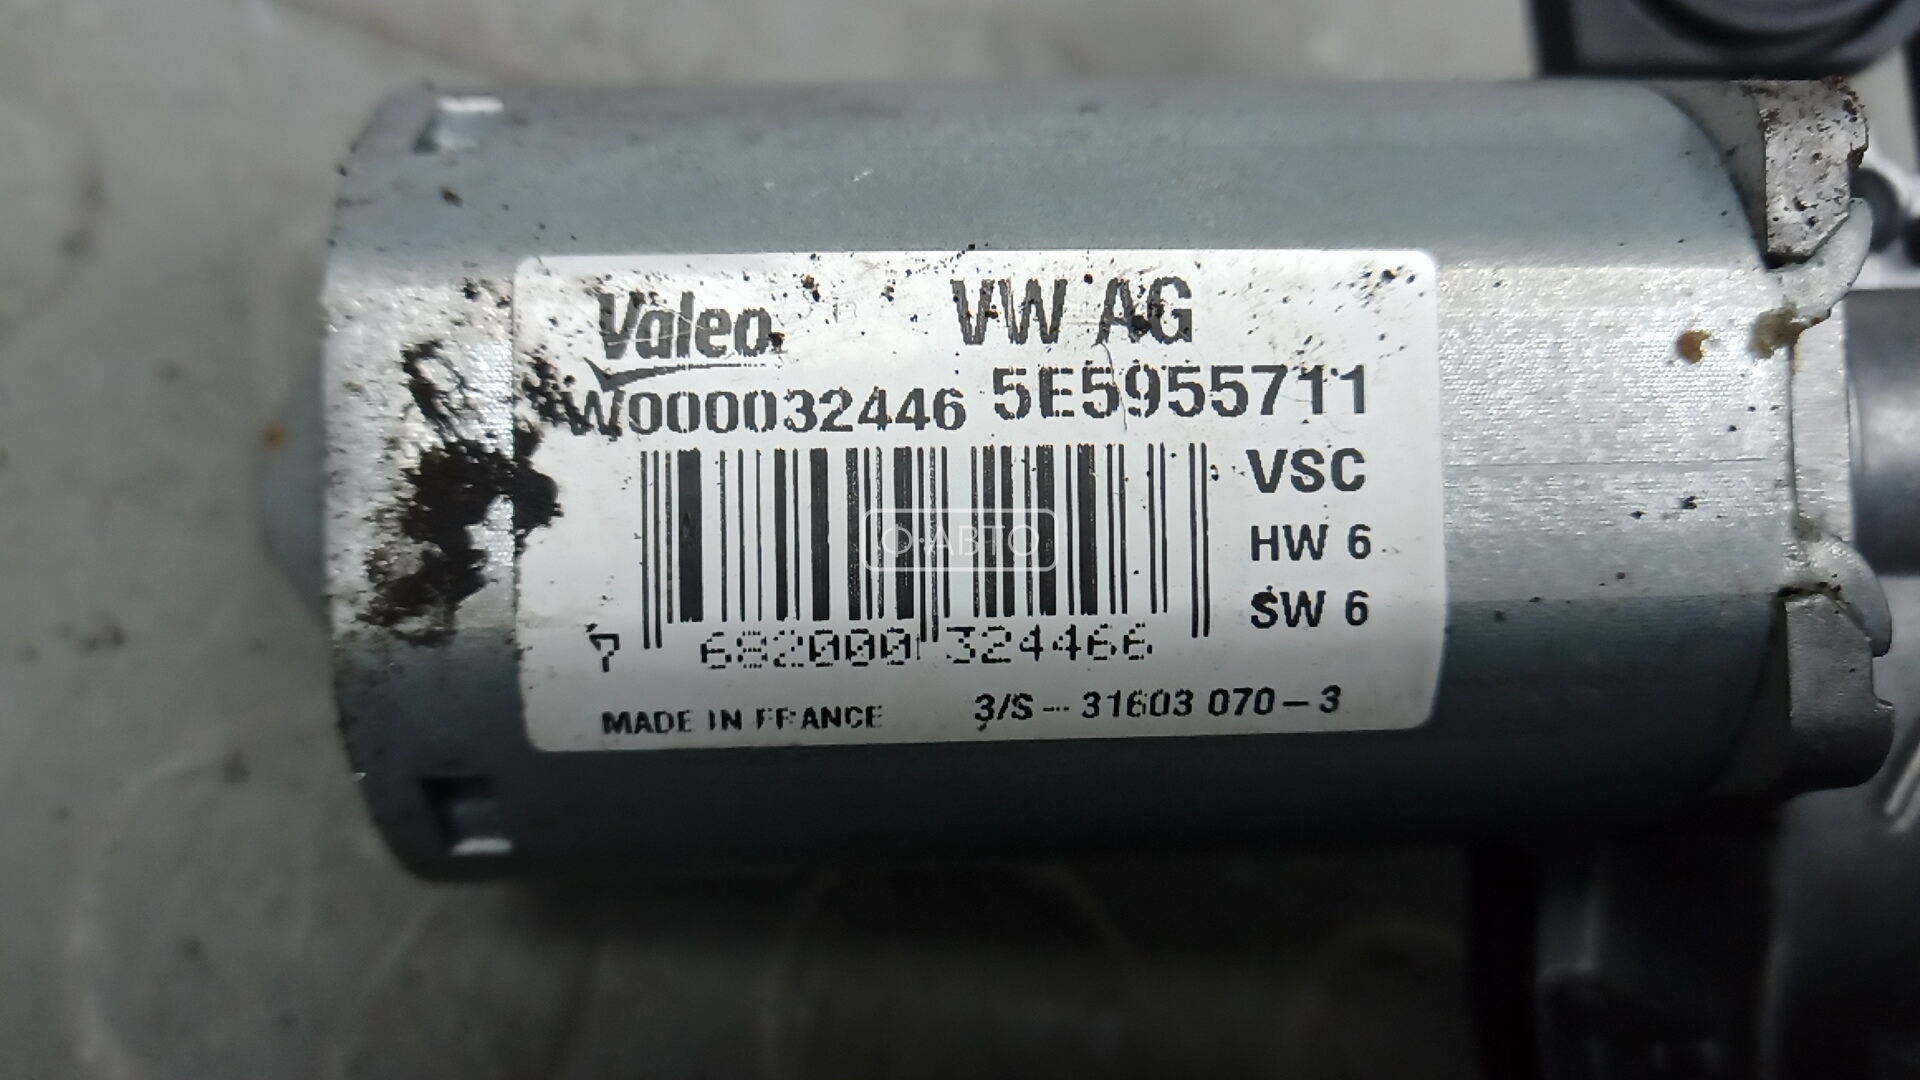 Valeo VW AG
W000032446 5E5955711
VSC
HW 6
SW 6
О·АВТО
7 682000 324466
MADE IN FRANCE 3/S - 31603 070-3